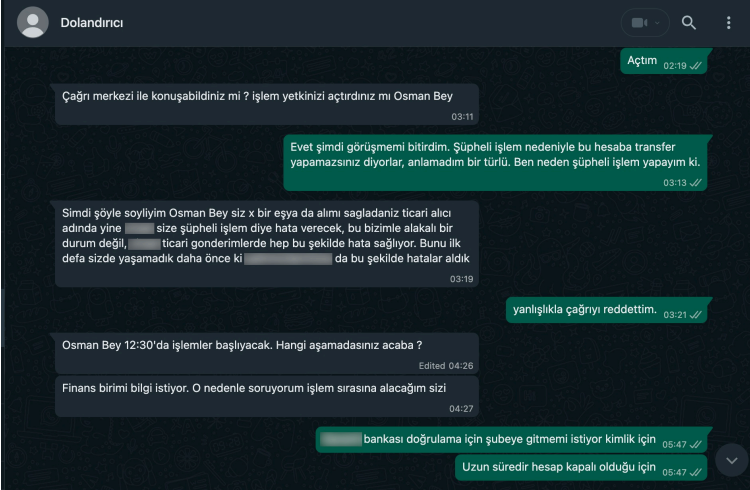 Dolandırıcı
Açtım
02:19
Çağrı merkezi ile konuşabildiniz mi ? işlem yetkinizi açtırdınız mı Osman Bey
03:11
Evet şimdi görüşmemi bitirdim. Şüpheli işlem nedeniyle bu hesaba transfer
yapamazsınız diyorlar, anlamadım bir türlü. Ben neden şüpheli işlem yapayım ki.
03:13
Simdi şöyle soyliyim Osman Bey siz x bir eşya da alımı sagladaniz ticari alıcı
adında yine size şüpheli işlem diye hata verecek, bu bizimle alakalı bir
durum değil, ticari gonderimlerde hep bu şekilde hata sağlıyor. Bunu ilk
defa sizde yaşamadık daha önce ki da bu şekilde hatalar aldık
03:19
yanlışlıkla çağrıyı reddettim.
03:21
Osman Bey 12:30'da işlemler başlıyacak. Hangi aşamadasınız acaba ?
Edited 04:26
Finans birimi bilgi istiyor. O nedenle soruyorum işlem sırasına alacağım sizi
04:27
bankası doğrulama için şubeye gitmemi istiyor kimlik için
05:47
Uzun süredir hesap kapalı olduğu için
05:47